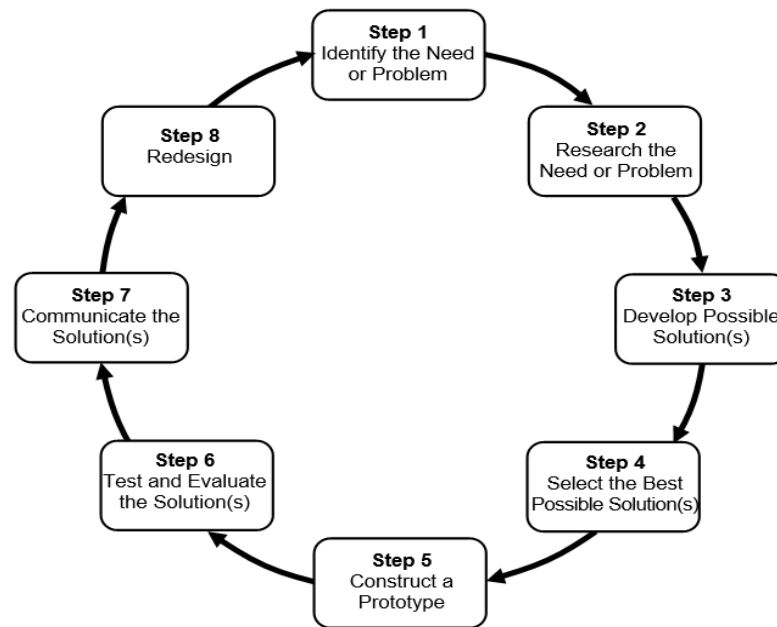 Step 1
Identify the Need
or Problem
Step 2
Research the
Need or Problem
Step 3
Develop Possible
Solution(s)
Step 4
Select the Best
Possible Solution(s)
Step 5
Construct a
Prototype
Step 6
Test and Evaluate
the Solution(s)
Step 7
Communicate the
Solution(s)
Step 8
Redesign